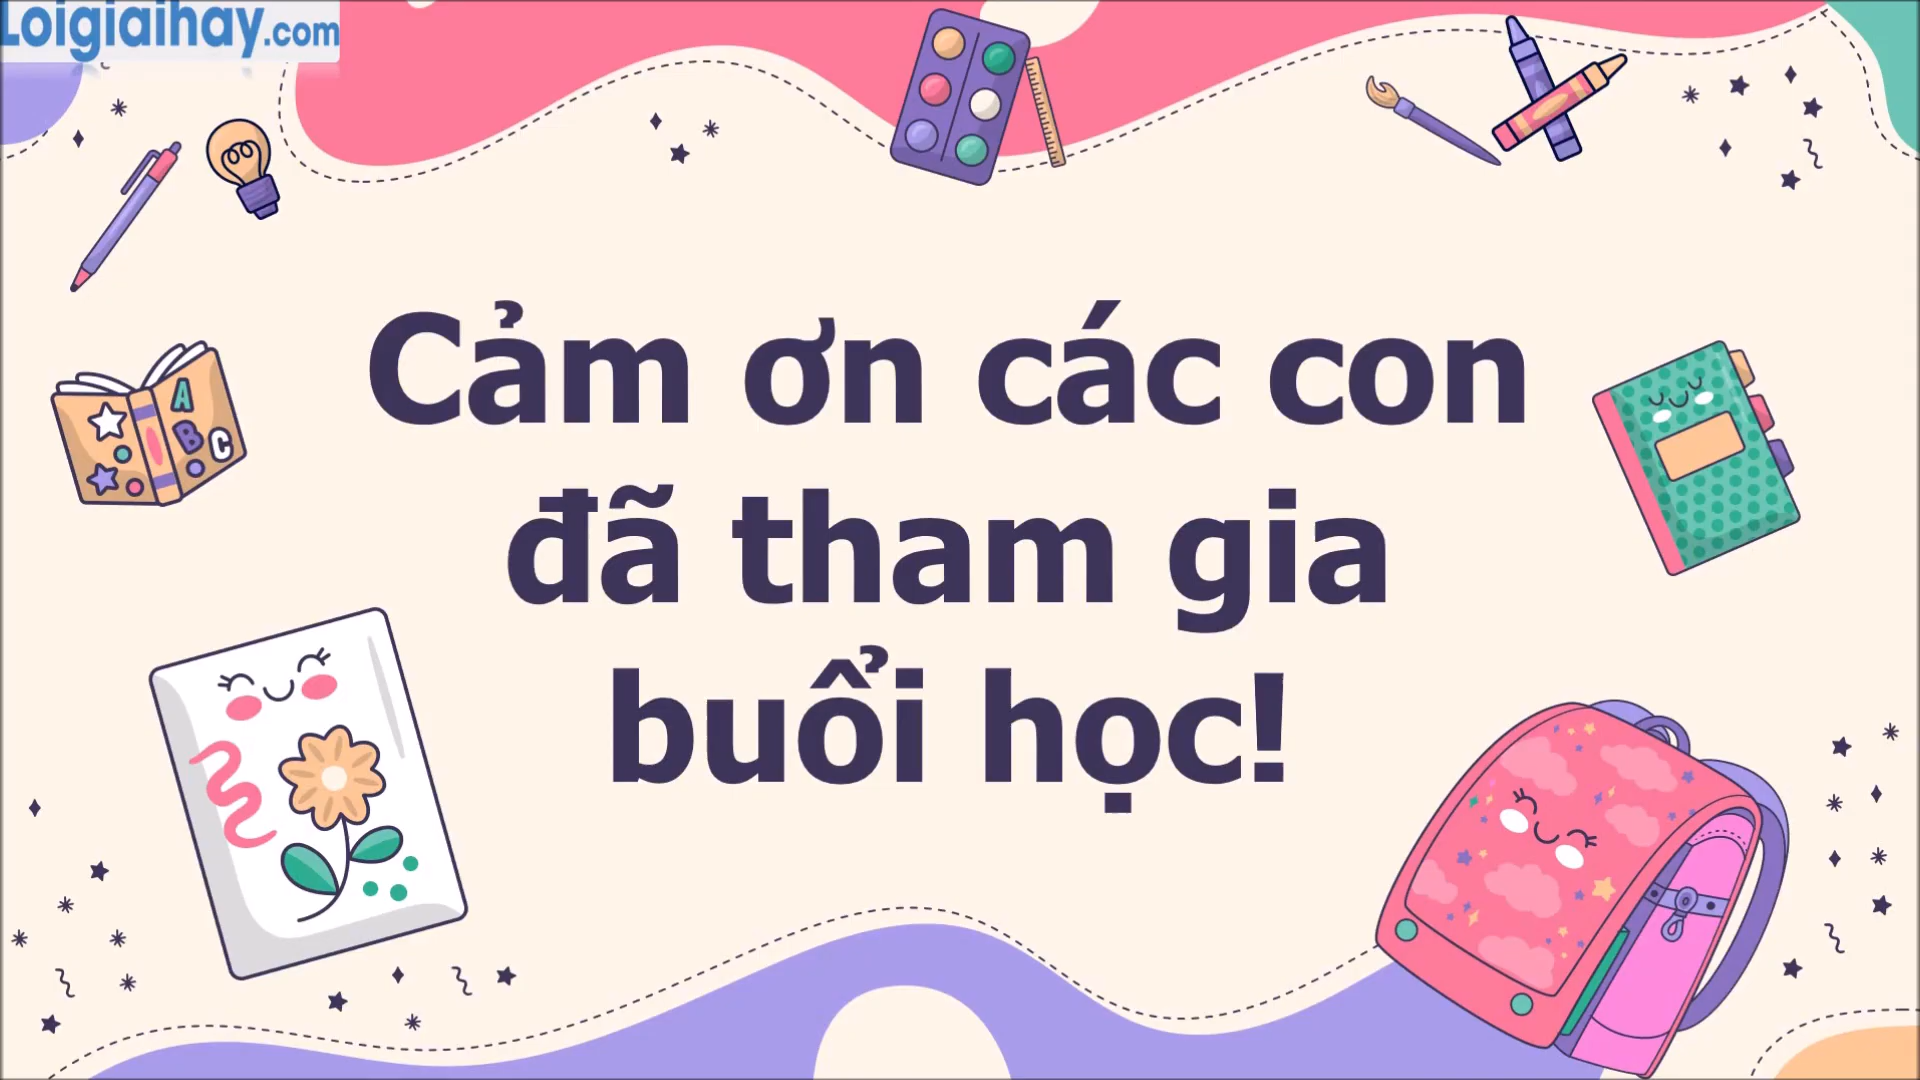 Loigiaihay.com
Cảm ơn các con
đã tham gia
buổi học!
A
B
C